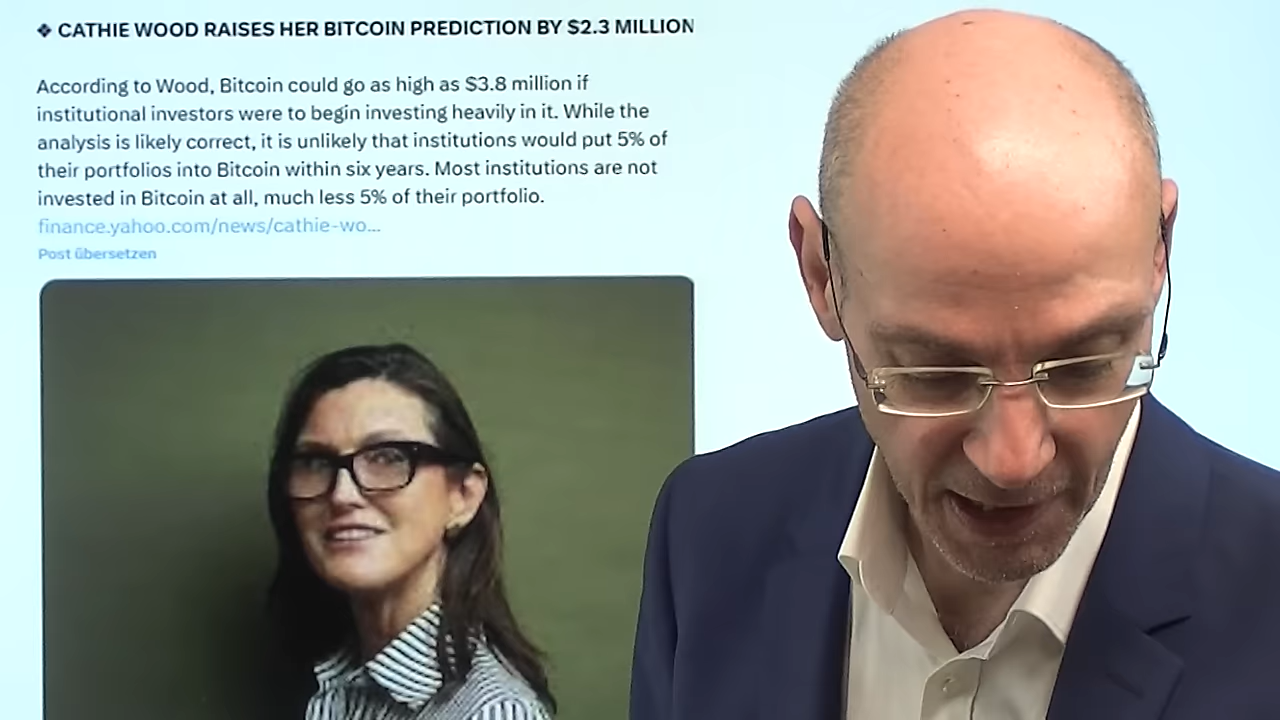 ❖ CATHIE WOOD RAISES HER BITCOIN PREDICTION BY $2.3 MILLION
According to Wood, Bitcoin could go as high as $3.8 million if
institutional investors were to begin investing heavily in it. While the
analysis is likely correct, it is unlikely that institutions would put 5% of
their portfolios into Bitcoin within six years. Most institutions are not
invested in Bitcoin at all, much less 5% of their portfolio.
finance.yahoo.com/news/cathie-wo...
Post übersetzen